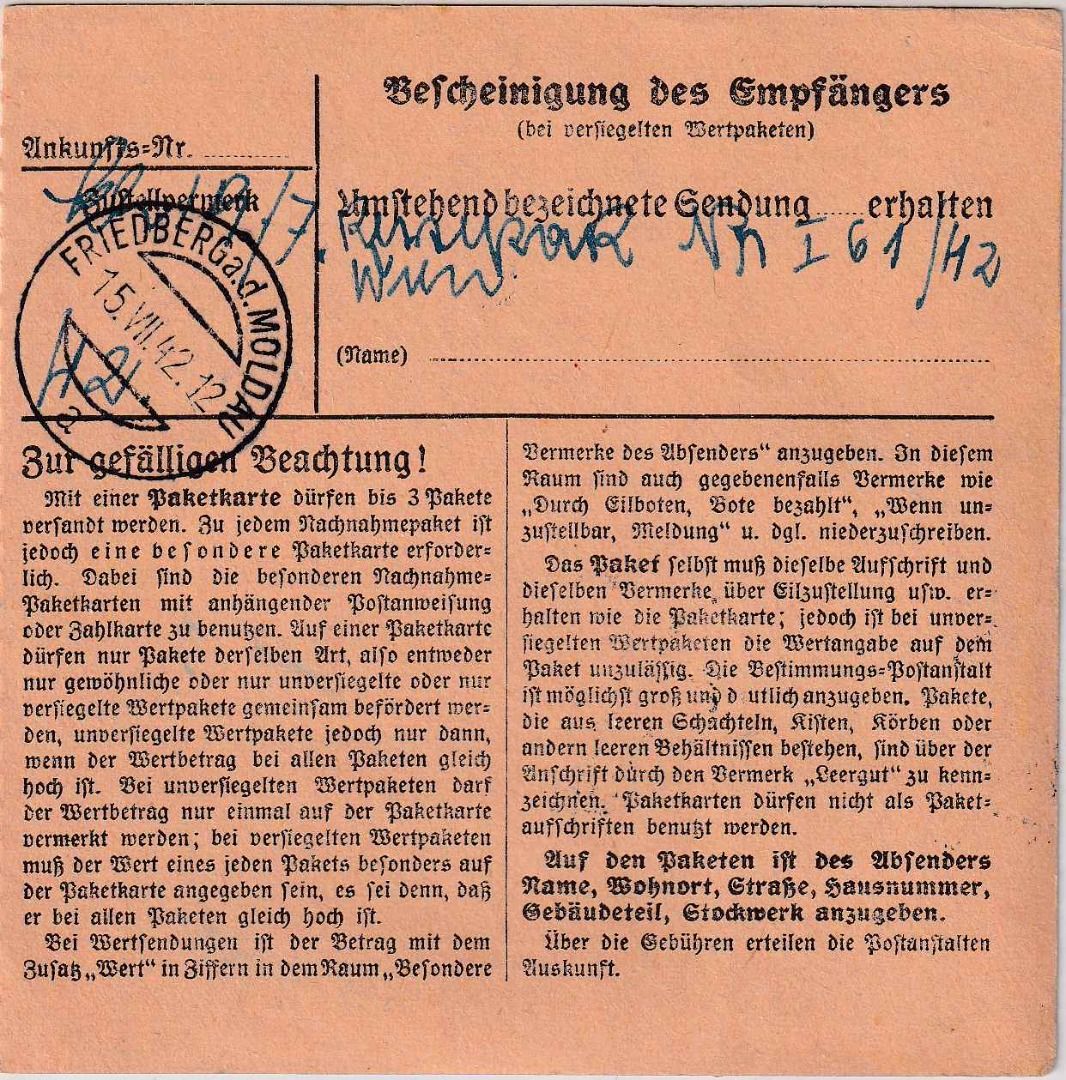 Bescheinigung des Empfängers
(bei versiegelten Wertpaketen)
Ankunfts-Nr.
Zustellvermerk
Umstehend bezeichnete Sendung erhalten
Nr I 61/42
Wien
(Name)
FRIEDBERG a.d. MOLDAU
15.VII.42.12
a
Zur gefälligen Beachtung!
Mit einer Paketkarte dürfen bis 3 Pakete
versandt werden. Zu jedem Nachnahmepaket ist
jedoch eine besondere Paketkarte erforder-
lich. Dabei sind die besonderen Nachnahme-
Paketkarten mit anhängender Postanweisung
oder Zahlkarte zu benutzen. Auf einer Paketkarte
dürfen nur Pakete derselben Art, also entweder
nur gewöhnliche oder nur unversiegelte oder nur
versiegelte Wertpakete gemeinsam befördert wer-
den, unversiegelte Wertpakete jedoch nur dann,
wenn der Wertbetrag bei allen Paketen gleich
hoch ist. Bei unversiegelten Wertpaketen darf
der Wertbetrag nur einmal auf der Paketkarte
vermerkt werden; bei versiegelten Wertpaketen
muß der Wert eines jeden Pakets besonders auf
der Paketkarte angegeben sein, es sei denn, daß
er bei allen Paketen gleich hoch ist.
Bei Wertsendungen ist der Betrag mit dem
Zusatz „Wert" in Ziffern in dem Raum „Besondere
Vermerke des Absenders" anzugeben. In diesem
Raum sind auch gegebenenfalls Vermerke wie
„Durch Eilboten, Bote bezahlt", „Wenn un-
zustellbar, Meldung" u. dgl. niederzuschreiben.
Das Paket selbst muß dieselbe Aufschrift und
dieselben Vermerke über Eilzustellung usw. er-
halten wie die Paketkarte; jedoch ist bei unver-
siegelten Wertpaketen die Wertangabe auf dem
Paket unzulässig. Die Bestimmungs-Postanstalt
ist möglichst groß und d utlich anzugeben. Pakete,
die aus leeren Schachteln, Kisten, Körben oder
andern leeren Behältnissen bestehen, sind über der
Anschrift durch den Vermerk „Leergut" zu kenn-
zeichnen. Paketkarten dürfen nicht als Paket-
aufschriften benutzt werden.
Auf den Paketen ist des Absenders
Name, Wohnort, Straße, Hausnummer,
Gebäudeteil, Stockwerk anzugeben.
Über die Gebühren erteilen die Postanstalten
Auskunft.